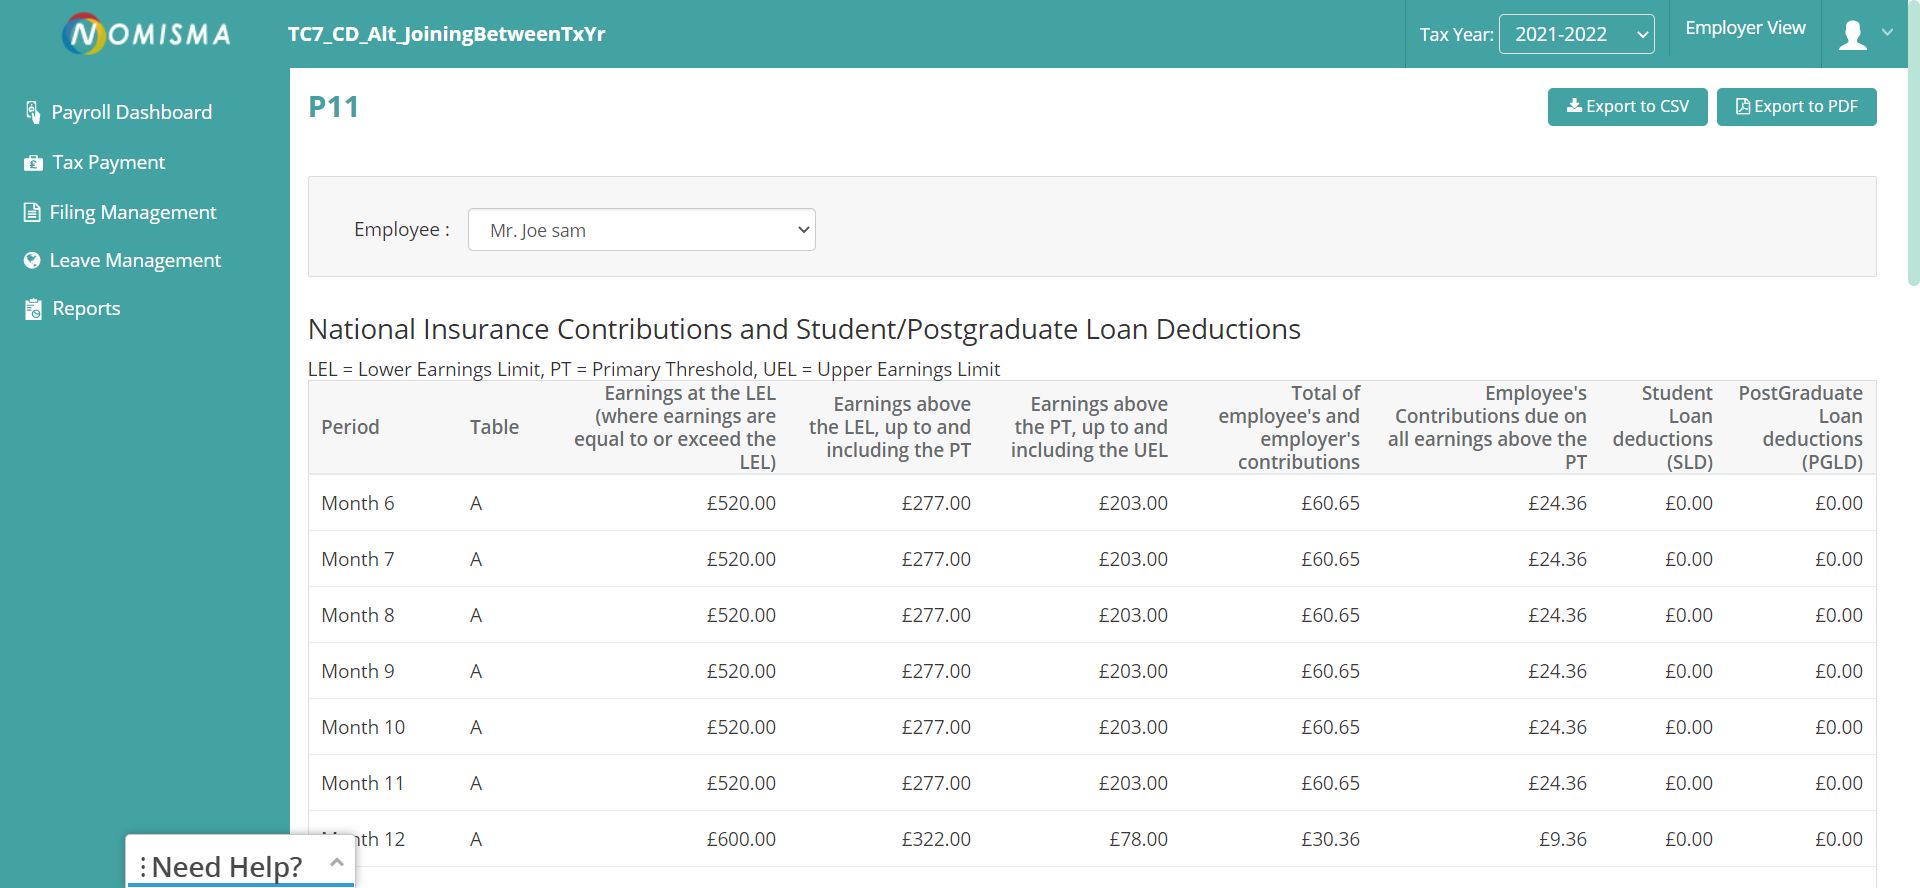 NOMISMA
TC7_CD_Alt_JoiningBetweenTxYr
Tax Year: 2021-2022
Employer View
Payroll Dashboard
Tax Payment
Filing Management
Leave Management
Reports
P11
Export to CSV
Export to PDF
Employee : Mr. Joe sam
National Insurance Contributions and Student/Postgraduate Loan Deductions
LEL = Lower Earnings Limit, PT = Primary Threshold, UEL = Upper Earnings Limit
Period
Table
Earnings at the LEL
(where earnings are
equal to or exceed the
LEL)
Earnings above
the LEL, up to and
including the PT
Earnings above
the PT, up to and
including the UEL
Total of
employee's and
employer's
contributions
Employee's
Contributions due on
all earnings above the
PT
Student
Loan
deductions
(SLD)
PostGraduate
Loan
deductions
(PGLD)
Month 6 A £520.00 £277.00 £203.00 £60.65 £24.36 £0.00 £0.00
Month 7 A £520.00 £277.00 £203.00 £60.65 £24.36 £0.00 £0.00
Month 8 A £520.00 £277.00 £203.00 £60.65 £24.36 £0.00 £0.00
Month 9 A £520.00 £277.00 £203.00 £60.65 £24.36 £0.00 £0.00
Month 10 A £520.00 £277.00 £203.00 £60.65 £24.36 £0.00 £0.00
Month 11 A £520.00 £277.00 £203.00 £60.65 £24.36 £0.00 £0.00
Month 12 A £600.00 £322.00 £78.00 £30.36 £9.36 £0.00 £0.00
Need Help?